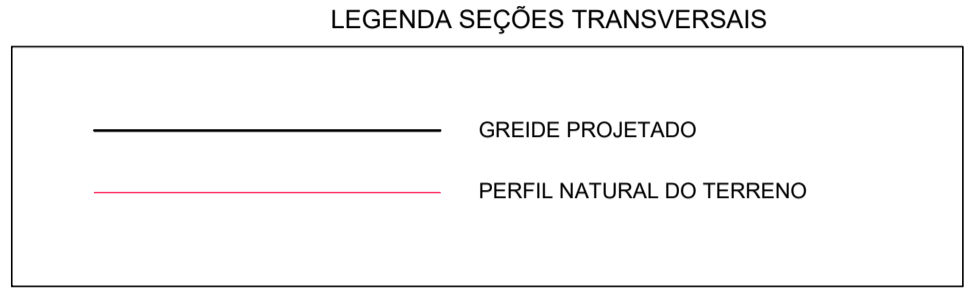 LEGENDA SEÇÕES TRANSVERSAIS
GREIDE PROJETADO
PERFIL NATURAL DO TERRENO